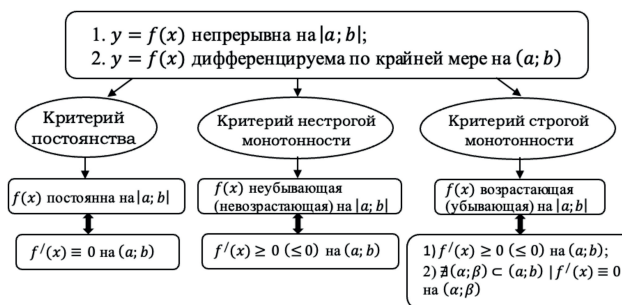 1. y = f(x) непрерывна на |a; b|;
2. y = f(x) дифференцируема по крайней мере на (a; b)
Критерий
постоянства
Критерий нестрогой
монотонности
Критерий строгой
монотонности
f(x) постоянна на |a; b|
f(x) неубывающая
(невозрастающая) на |a; b|
f(x) возрастающая
(убывающая) на |a; b|
f′(x) ≡ 0 на (a; b)
f′(x) ≥ 0 (≤ 0) на (a; b)
1) f′(x) ≥ 0 (≤ 0) на (a; b);
2) ∄(α; β) ⊂ (a; b) | f′(x) ≡ 0
на (α; β)